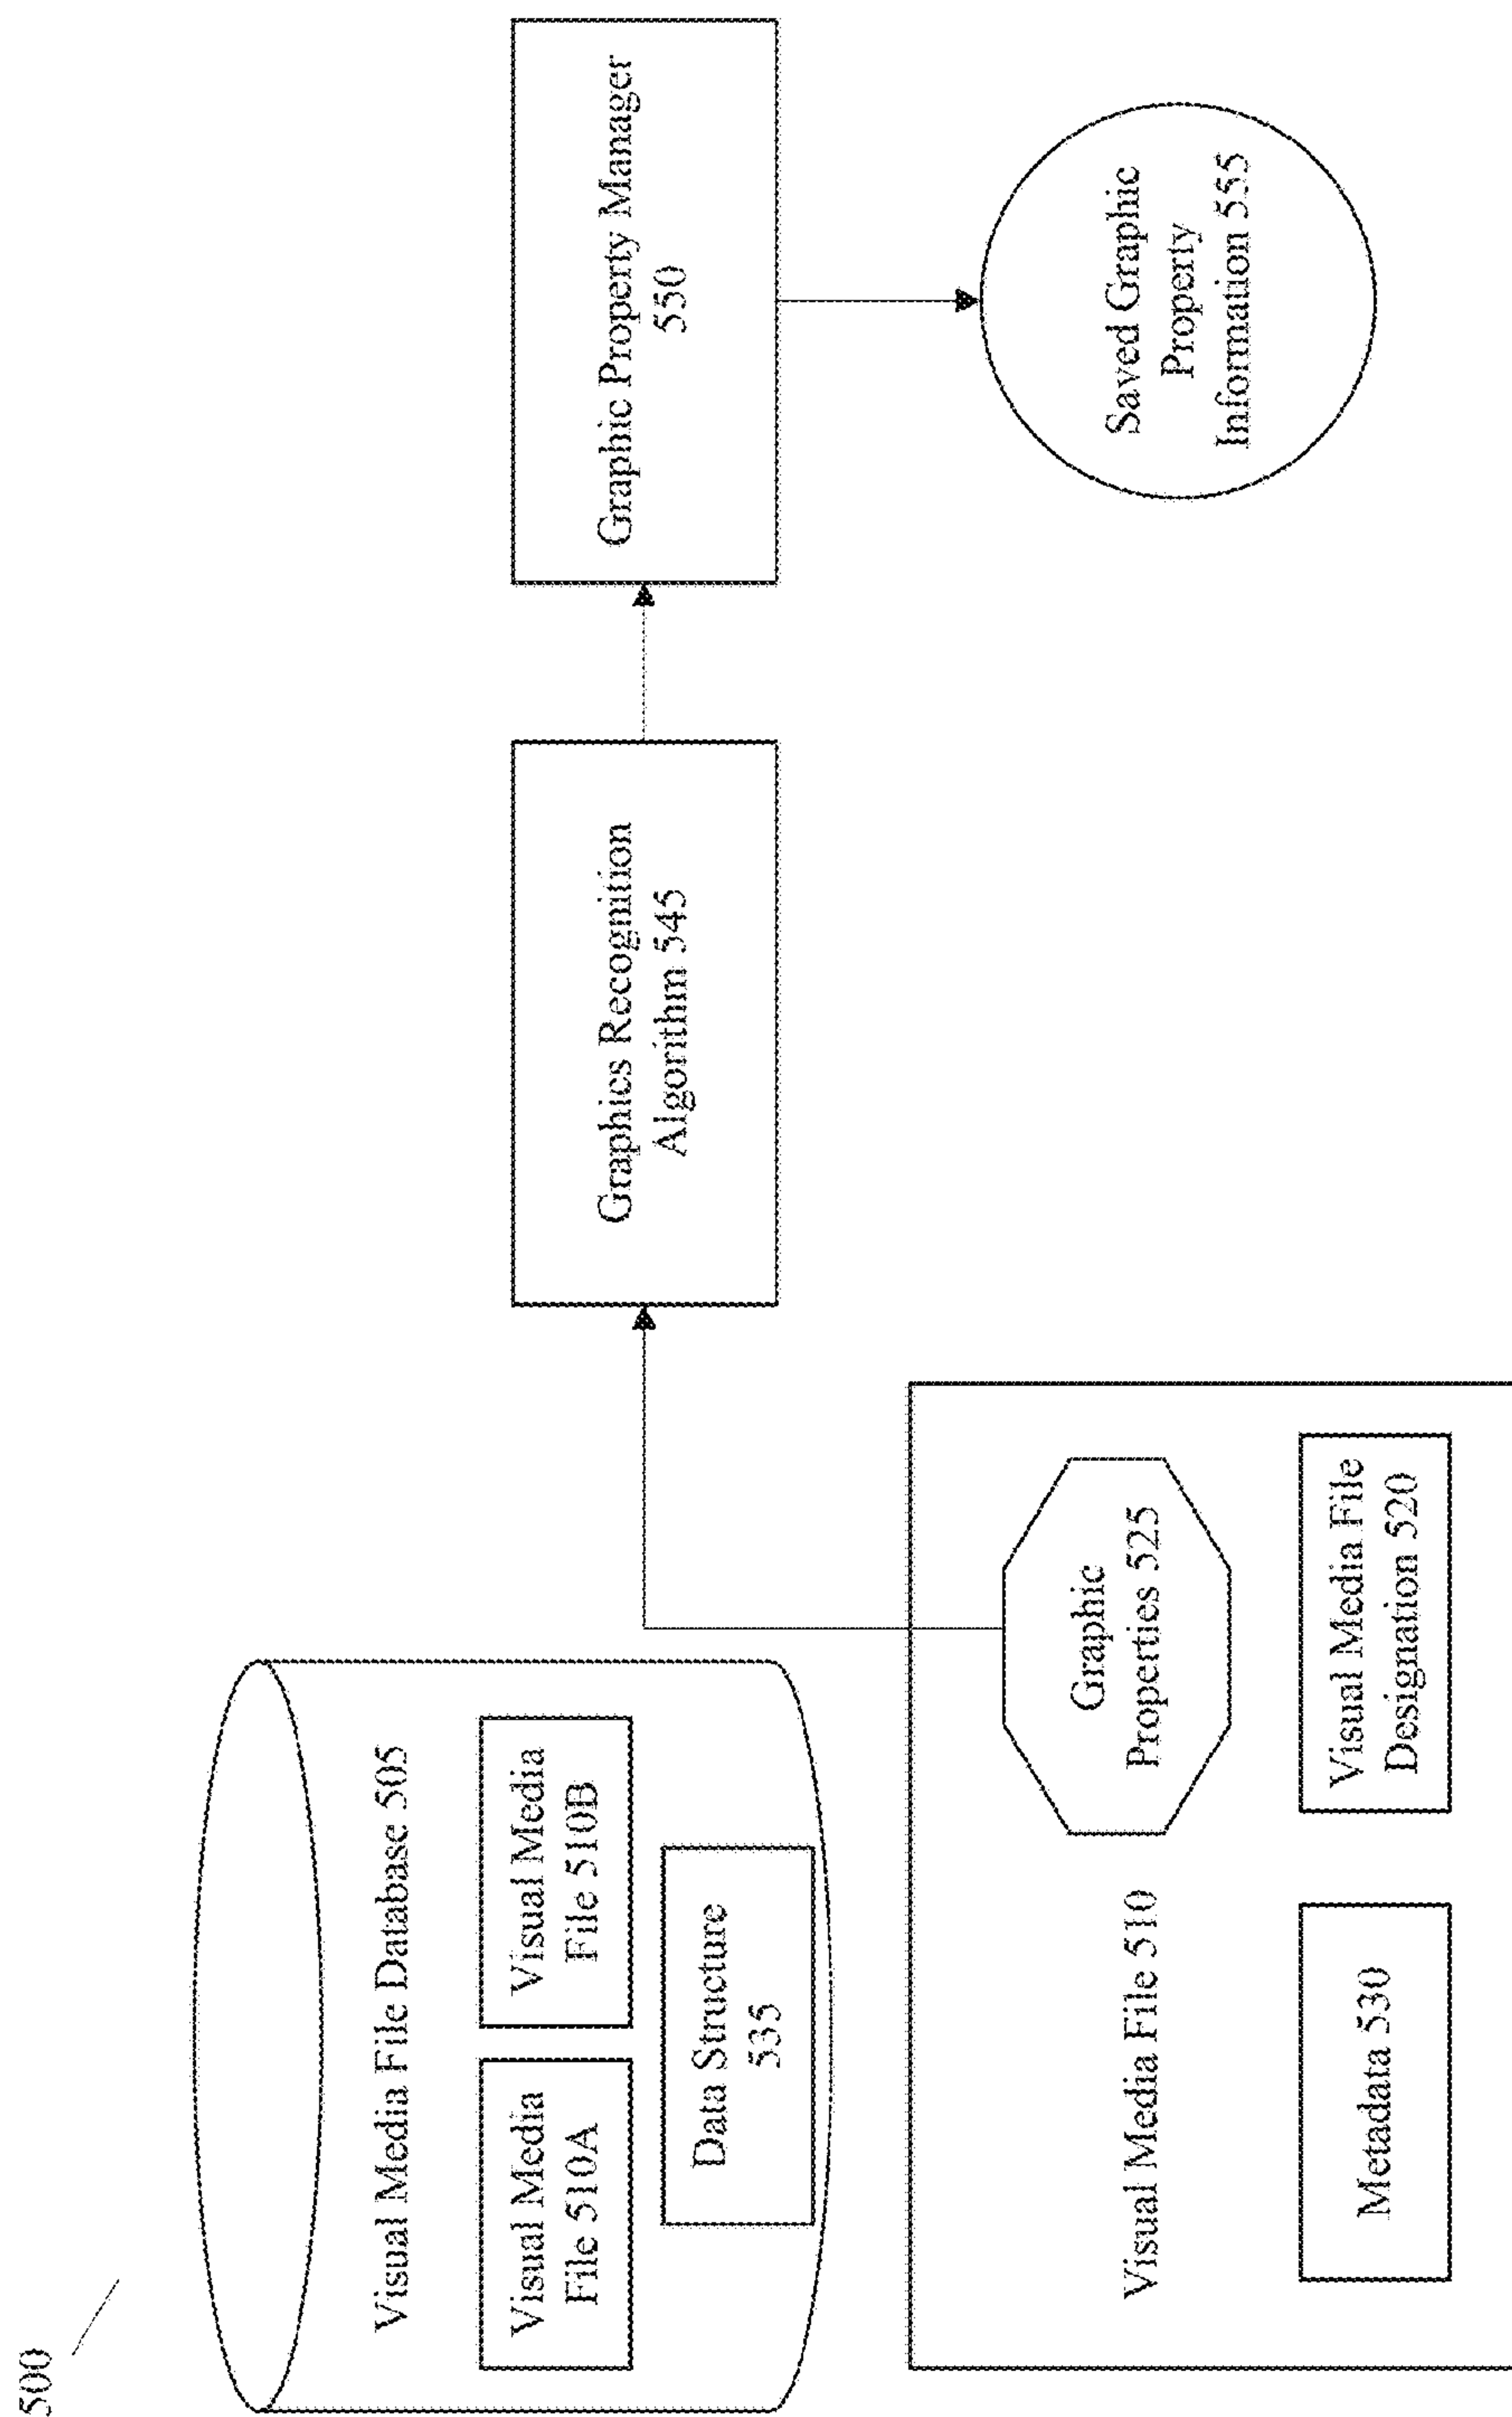 500
Visual Media File Database 505
Visual Media
File 510A
Visual Media
File 510B
Data Structure
535
Visual Media File 510
Graphic
Properties 525
Metadata 530
Visual Media File
Designation 520
Graphics Recognition
Algorithm 545
Graphic Property Manager
550
Saved Graphic
Property
Information 555